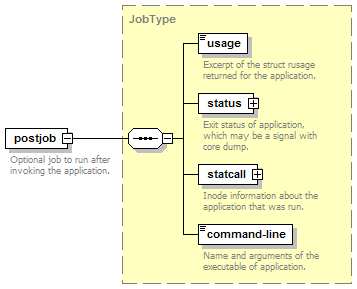 JobType
usage
Excerpt of the struct rusage
returned for the application.
status
Exit status of application,
which may be a signal with
core dump.
postjob
Optional job to run after
invoking the application.
statcall
Inode information about the
application that was run.
command-line
Name and arguments of the
executable of application.